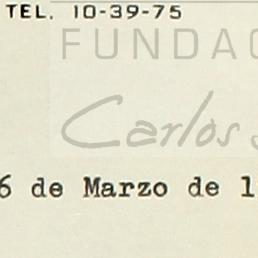 TEL. 10-39-75
FUNDAC
Carlos
6 de Marzo de 1